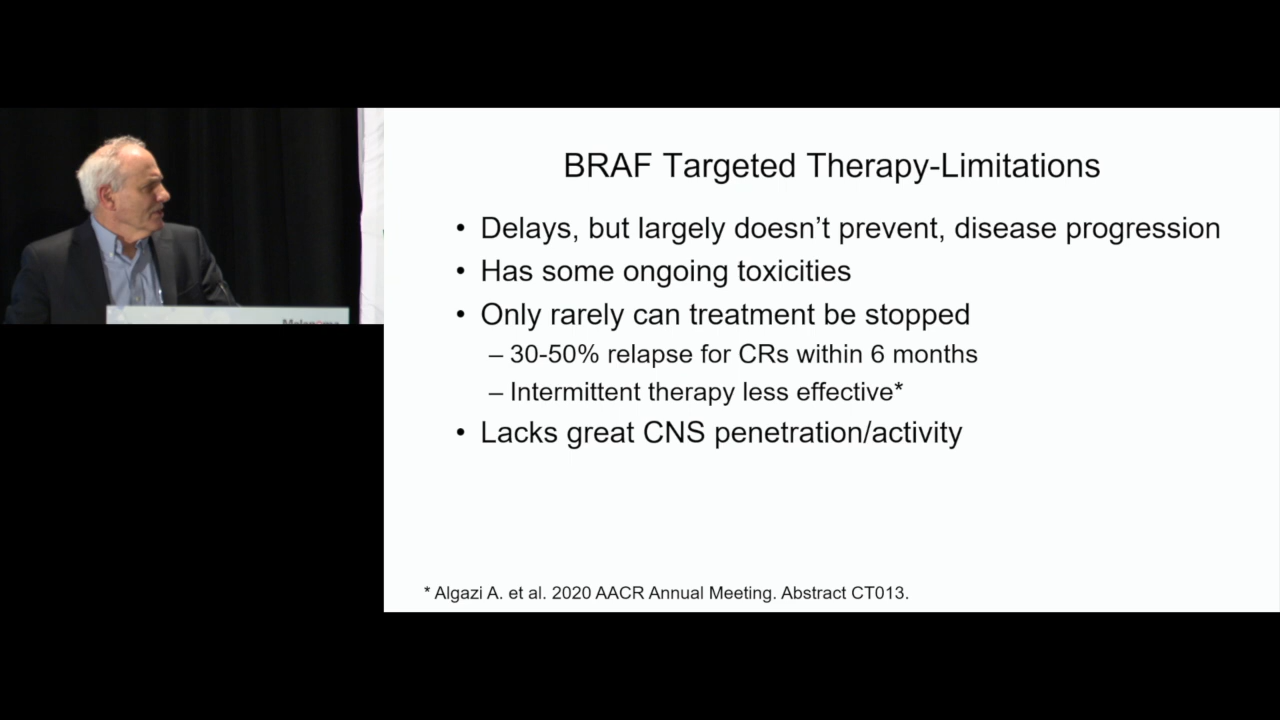 BRAF Targeted Therapy-Limitations
• Delays, but largely doesn’t prevent, disease progression
• Has some ongoing toxicities
• Only rarely can treatment be stopped
– 30-50% relapse for CRs within 6 months
– Intermittent therapy less effective*
• Lacks great CNS penetration/activity
* Algazi A. et al. 2020 AACR Annual Meeting. Abstract CT013.